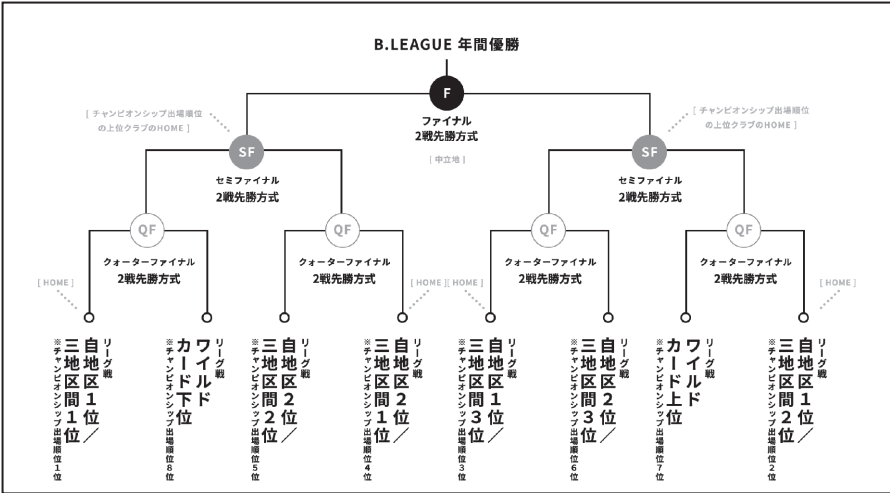 B.LEAGUE 年間優勝
F
ファイナル
2戦先勝方式
[ 中立地 ]
[ チャンピオンシップ出場順位
の上位クラブのHOME ]
SF
セミファイナル
2戦先勝方式
[ チャンピオンシップ出場順位
の上位クラブのHOME ]
SF
セミファイナル
2戦先勝方式
QF
クォーターファイナル
2戦先勝方式
QF
クォーターファイナル
2戦先勝方式
QF
クォーターファイナル
2戦先勝方式
QF
クォーターファイナル
2戦先勝方式
[ HOME ]
[ HOME ]
[ HOME ]
[ HOME ]
リーグ戦
自地区1位／
三地区間1位
※チャンピオンシップ出場順位1位
リーグ戦
ワイルド
カード下位
※チャンピオンシップ出場順位8位
リーグ戦
自地区2位／
三地区間2位
※チャンピオンシップ出場順位5位
リーグ戦
自地区2位／
三地区間1位
※チャンピオンシップ出場順位4位
リーグ戦
自地区1位／
三地区間3位
※チャンピオンシップ出場順位3位
リーグ戦
自地区2位／
三地区間3位
※チャンピオンシップ出場順位6位
リーグ戦
ワイルド
カード上位
※チャンピオンシップ出場順位7位
リーグ戦
自地区1位／
三地区間2位
※チャンピオンシップ出場順位2位